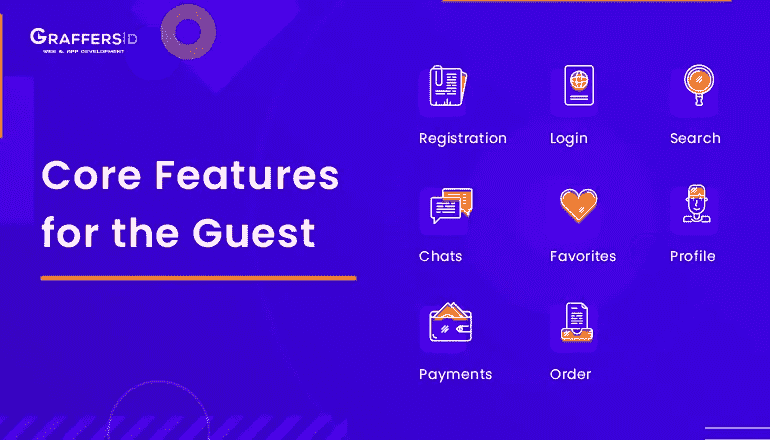 GRAFFERSID
WEB & APP DEVELOPMENT
Core Features
for the Guest
Registration
Login
Search
Chats
Favorites
Profile
Payments
Order